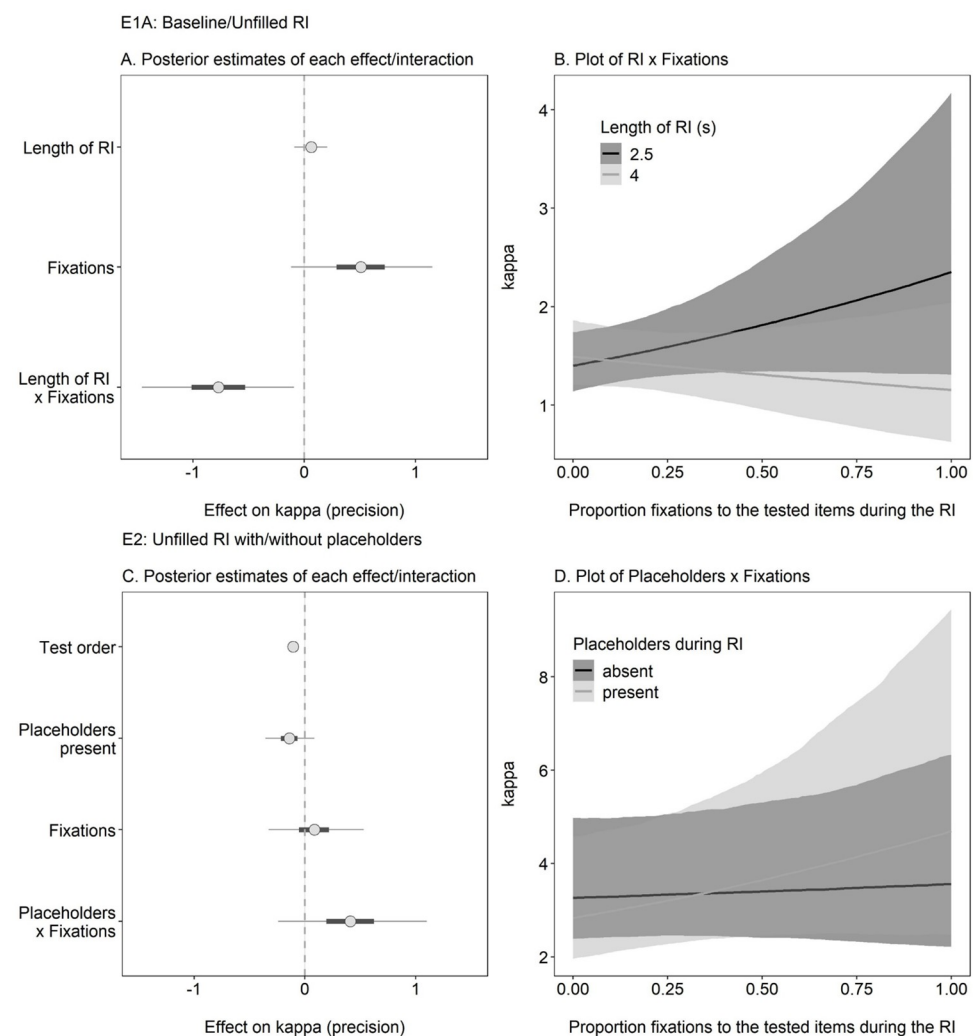 E1A: Baseline/Unfilled RI
A. Posterior estimates of each effect/interaction
Length of RI
Fixations
Length of RI
x Fixations
-1
0
1
Effect on kappa (precision)
B. Plot of RI x Fixations
4
3
2
1
kappa
Length of RI (s)
2.5
4
0.00
0.25
0.50
0.75
1.00
Proportion fixations to the tested items during the RI
E2: Unfilled RI with/without placeholders
C. Posterior estimates of each effect/interaction
Test order
Placeholders
present
Fixations
Placeholders
x Fixations
-1
0
1
Effect on kappa (precision)
D. Plot of Placeholders x Fixations
8
6
4
2
kappa
Placeholders during RI
absent
present
0.00
0.25
0.50
0.75
1.00
Proportion fixations to the tested items during the RI